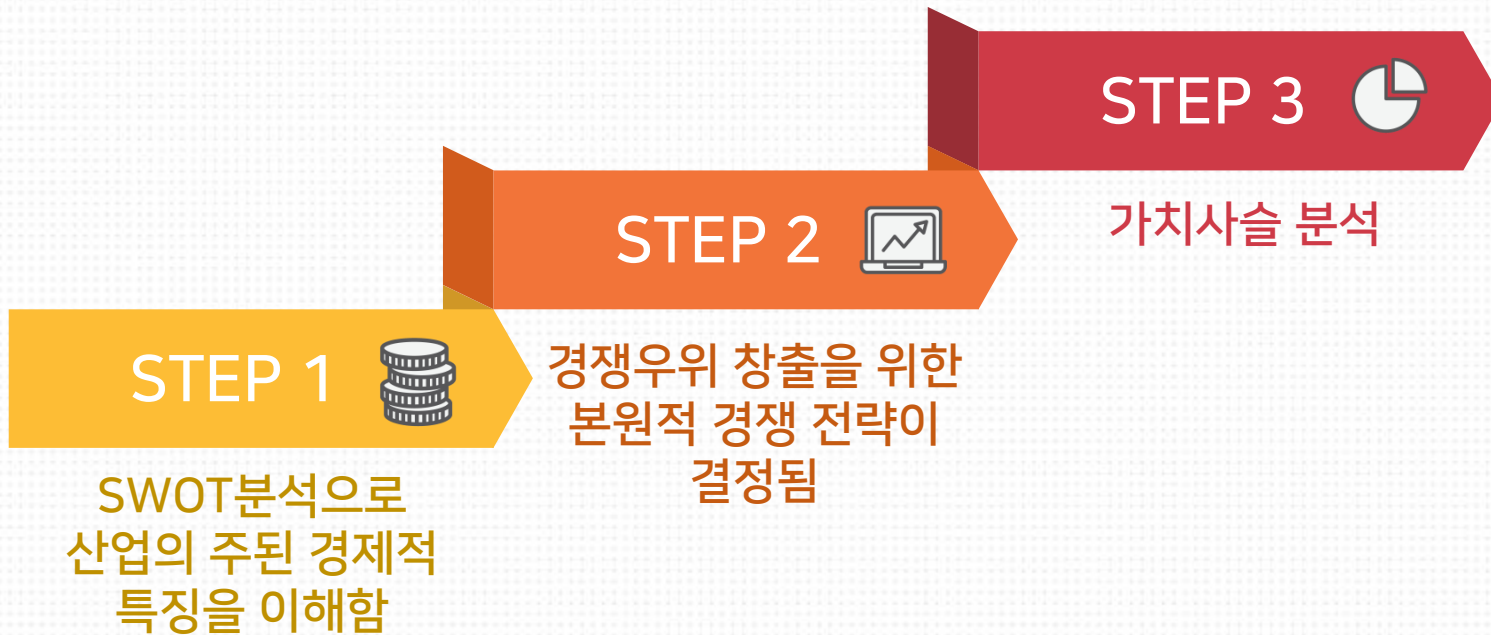 STEP 1
SWOT분석으로
산업의 주된 경제적
특징을 이해함
STEP 2
경쟁우위 창출을 위한
본원적 경쟁 전략이
결정됨
STEP 3
가치사슬 분석